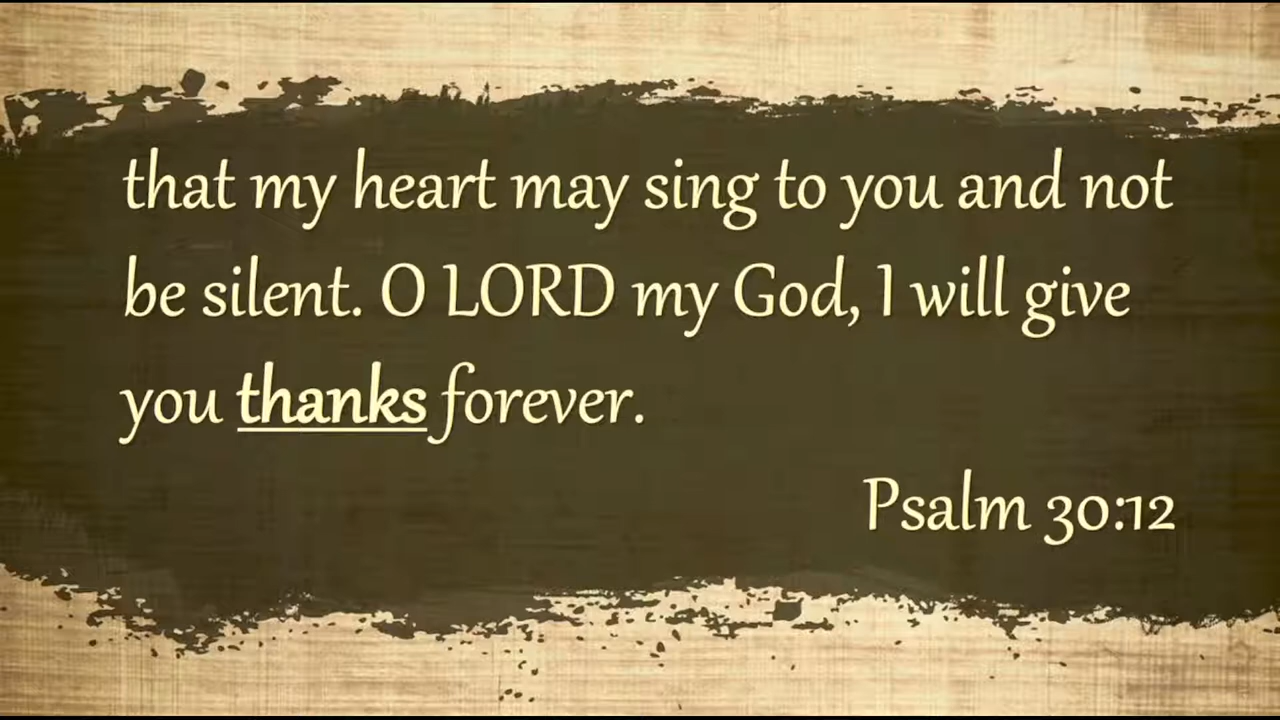 that my heart may sing to you and not
be silent. O LORD my God, I will give
you thanks forever.
Psalm 30:12